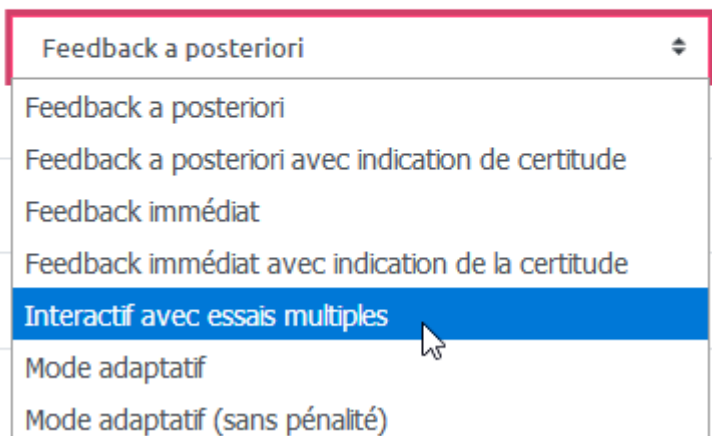 Feedback a posteriori
Feedback a posteriori
Feedback a posteriori avec indication de certitude
Feedback immédiat
Feedback immédiat avec indication de la certitude
Interactif avec essais multiples
Mode adaptatif
Mode adaptatif (sans pénalité)